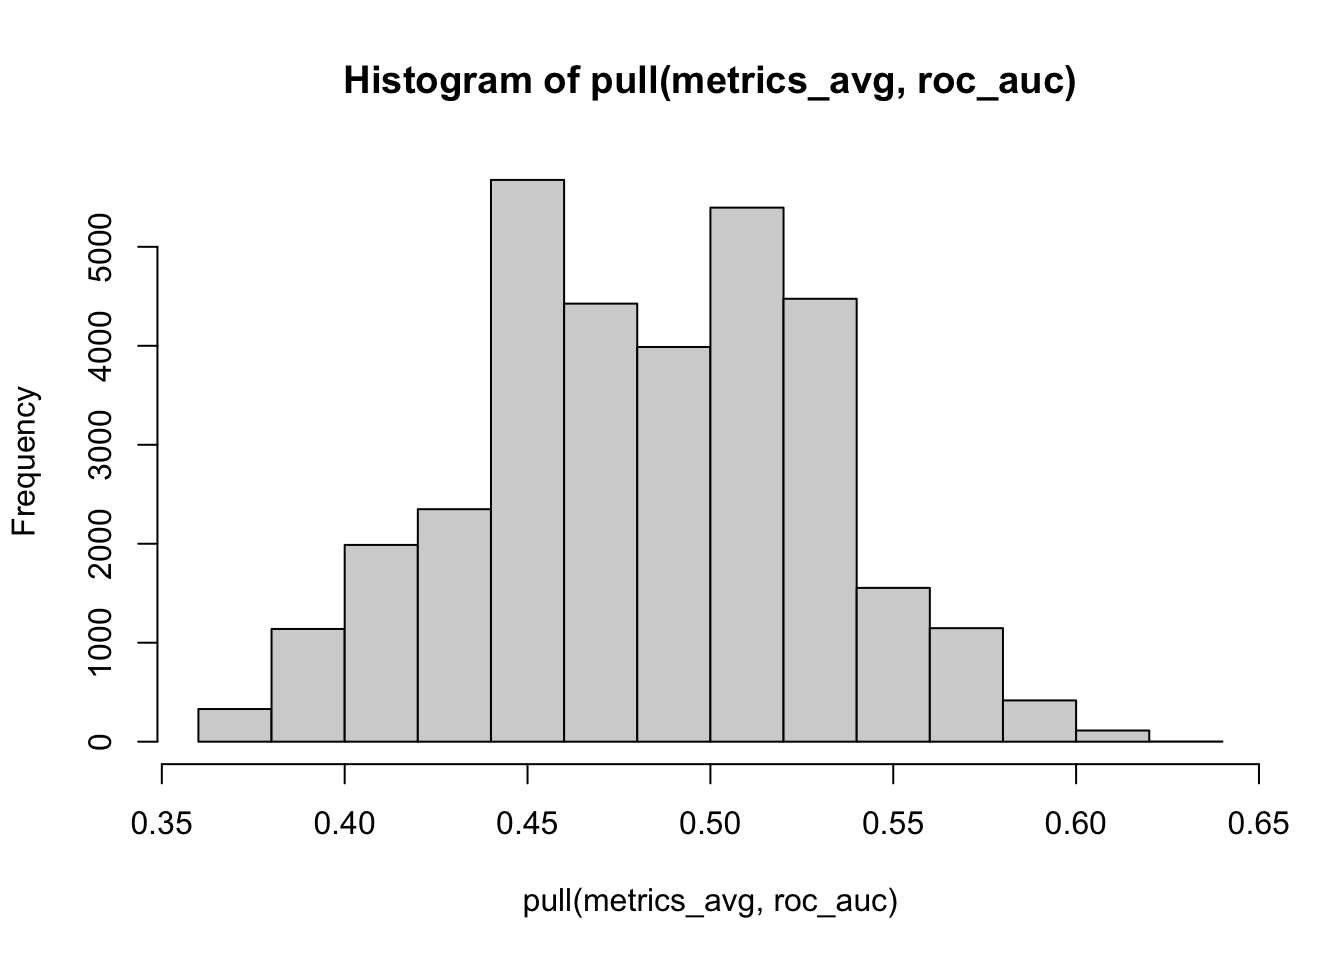 Histogram of pull(metrics_avg, roc_auc)
Frequency
5000
4000
3000
2000
1000
0
0.35 0.40 0.45 0.50 0.55 0.60 0.65
pull(metrics_avg, roc_auc)